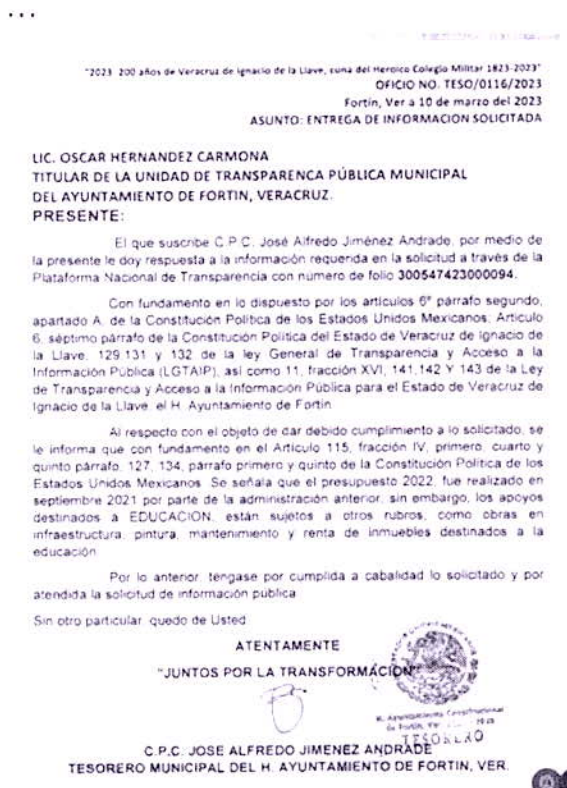 ...
"2023 200 años de Veracruz de Ignacio de la Llave, cuna del Heroico Colegio Militar 1823-2023"
OFICIO NO. TESO/0116/2023
Fortín, Ver a 10 de marzo del 2023
ASUNTO: ENTREGA DE INFORMACION SOLICITADA
LIC. OSCAR HERNANDEZ CARMONA
TITULAR DE LA UNIDAD DE TRANSPARENCA PÚBLICA MUNICIPAL
DEL AYUNTAMIENTO DE FORTIN, VERACRUZ.
PRESENTE:
El que suscribe C.P.C. José Alfredo Jiménez Andrade, por medio de
la presente le doy respuesta a la información requerida en la solicitud a través de la
Plataforma Nacional de Transparencia con número de folio 300547423000094.
Con fundamento en lo dispuesto por los artículos 6º párrafo segundo,
apartado A, de la Constitución Política de los Estados Unidos Mexicanos; Articulo
6, séptimo párrafo de la Constitución Política del Estado de Veracruz de Ignacio de
la Llave, 129,131 y 132 de la ley General de Transparencia y Acceso a la
Información Pública (LGTAIP), así como 11, fracción XVI, 141,142 Y 143 de la Ley
de Transparencia y Acceso a la Información Pública para el Estado de Veracruz de
Ignacio de la Llave, el H. Ayuntamiento de Fortín
Al respecto con el objeto de dar debido cumplimiento a lo solicitado, se
le informa que con fundamento en el Artículo 115, fracción IV, primero, cuarto y
quinto párrafo, 127, 134, párrafo primero y quinto de la Constitución Política de los
Estados Unidos Mexicanos. Se señala que el presupuesto 2022, fue realizado en
septiembre 2021 por parte de la administración anterior, sin embargo, los apoyos
destinados a EDUCACION, están sujetos a otros rubros, como obras en
infraestructura, pintura, mantenimiento y renta de inmuebles destinados a la
educación
Por lo anterior, téngase por cumplida a cabalidad lo solicitado y por
atendida la solicitud de información pública
Sin otro particular, quedo de Usted
ATENTAMENTE
"JUNTOS POR LA TRANSFORMACION"
H. Ayuntamiento Constitucional
de Fortín, Ver.
TESORERO
C.P.C. JOSE ALFREDO JIMENEZ ANDRADE
TESORERO MUNICIPAL DEL H. AYUNTAMIENTO DE FORTIN, VER.